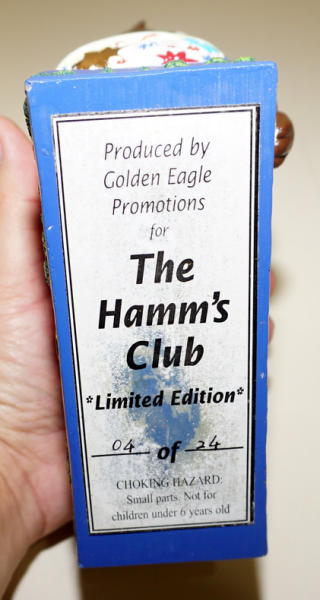 Produced by
Golden Eagle
Promotions
for
The
Hamm's
Club
*Limited Edition*
04 of 24
CHOKING HAZARD:
Small parts. Not for
children under 6 years old